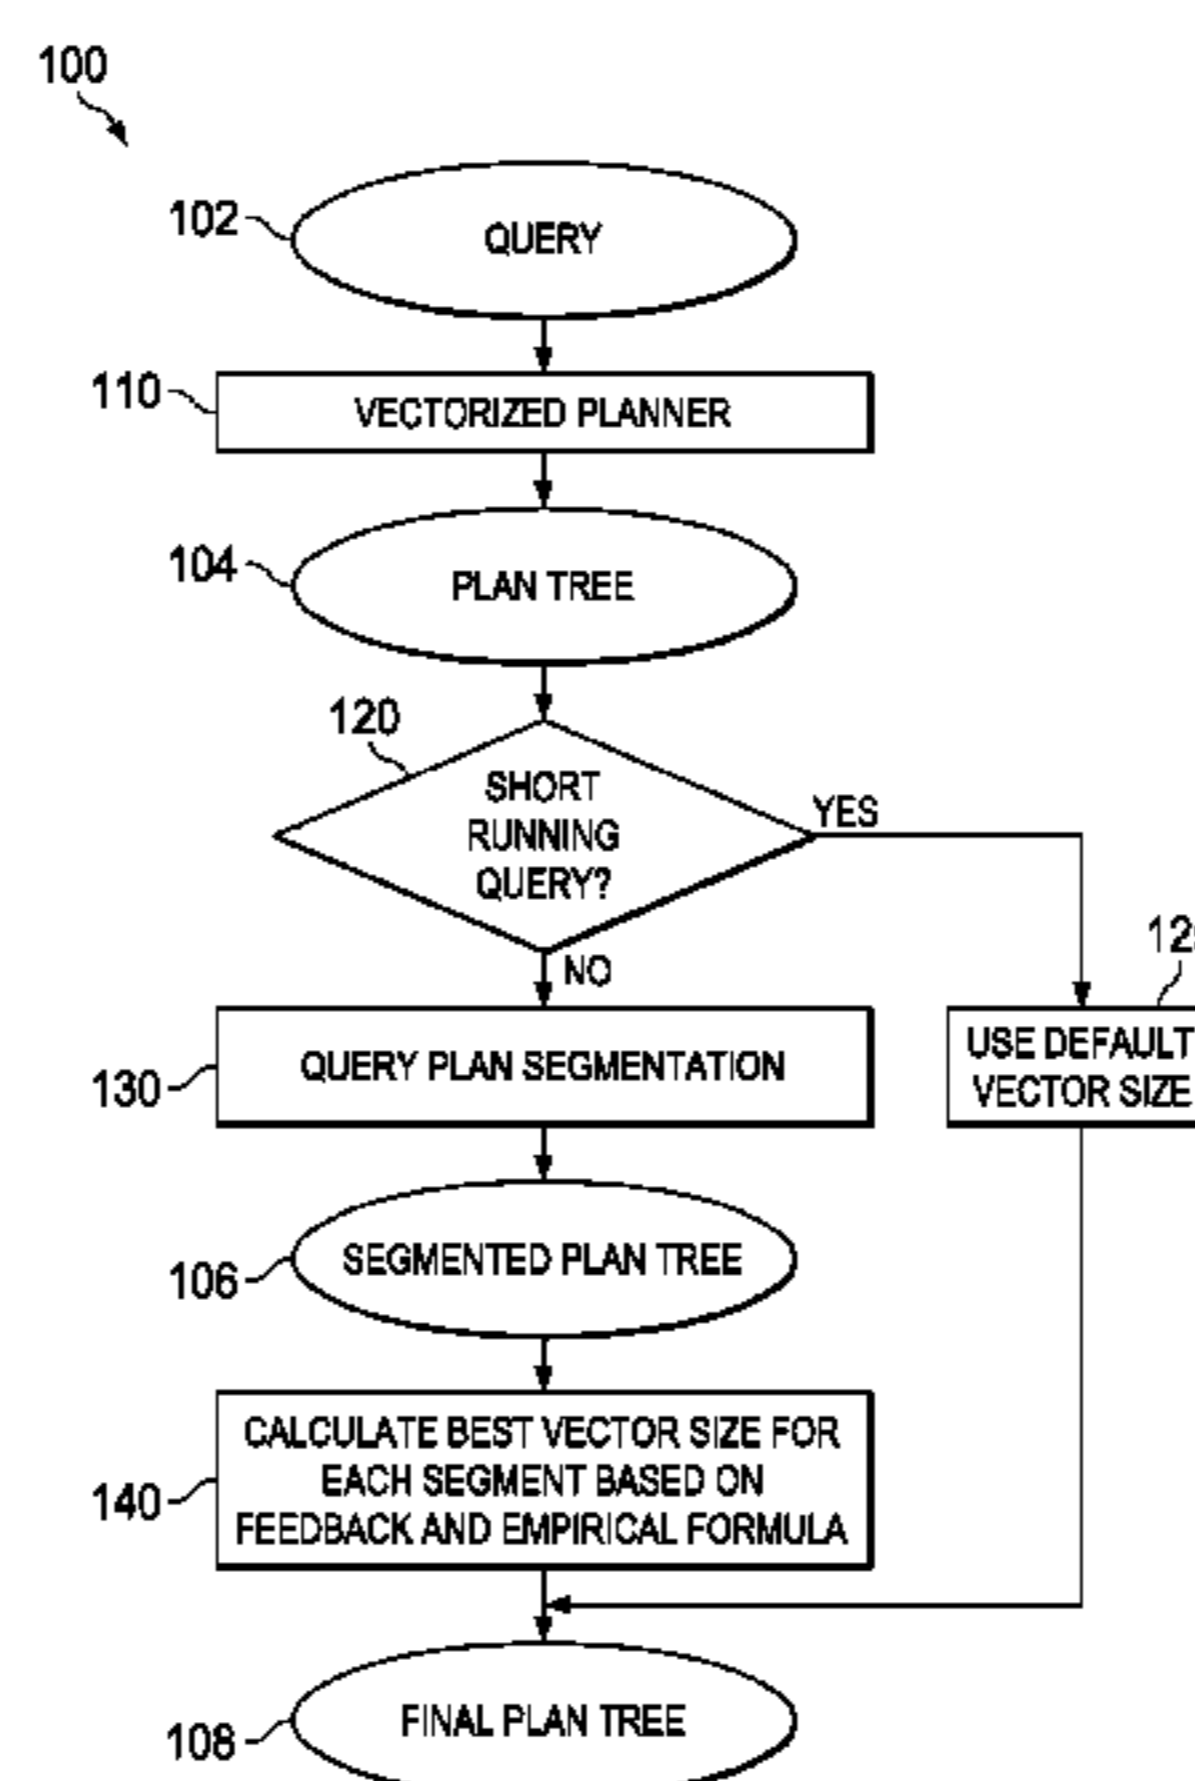 100
102
QUERY
110
VECTORIZED PLANNER
104
PLAN TREE
120
SHORT
RUNNING
QUERY?
YES
NO
130
QUERY PLAN SEGMENTATION
USE DEFAULT
VECTOR SIZE
106
SEGMENTED PLAN TREE
140
CALCULATE BEST VECTOR SIZE FOR
EACH SEGMENT BASED ON
FEEDBACK AND EMPIRICAL FORMULA
108
FINAL PLAN TREE